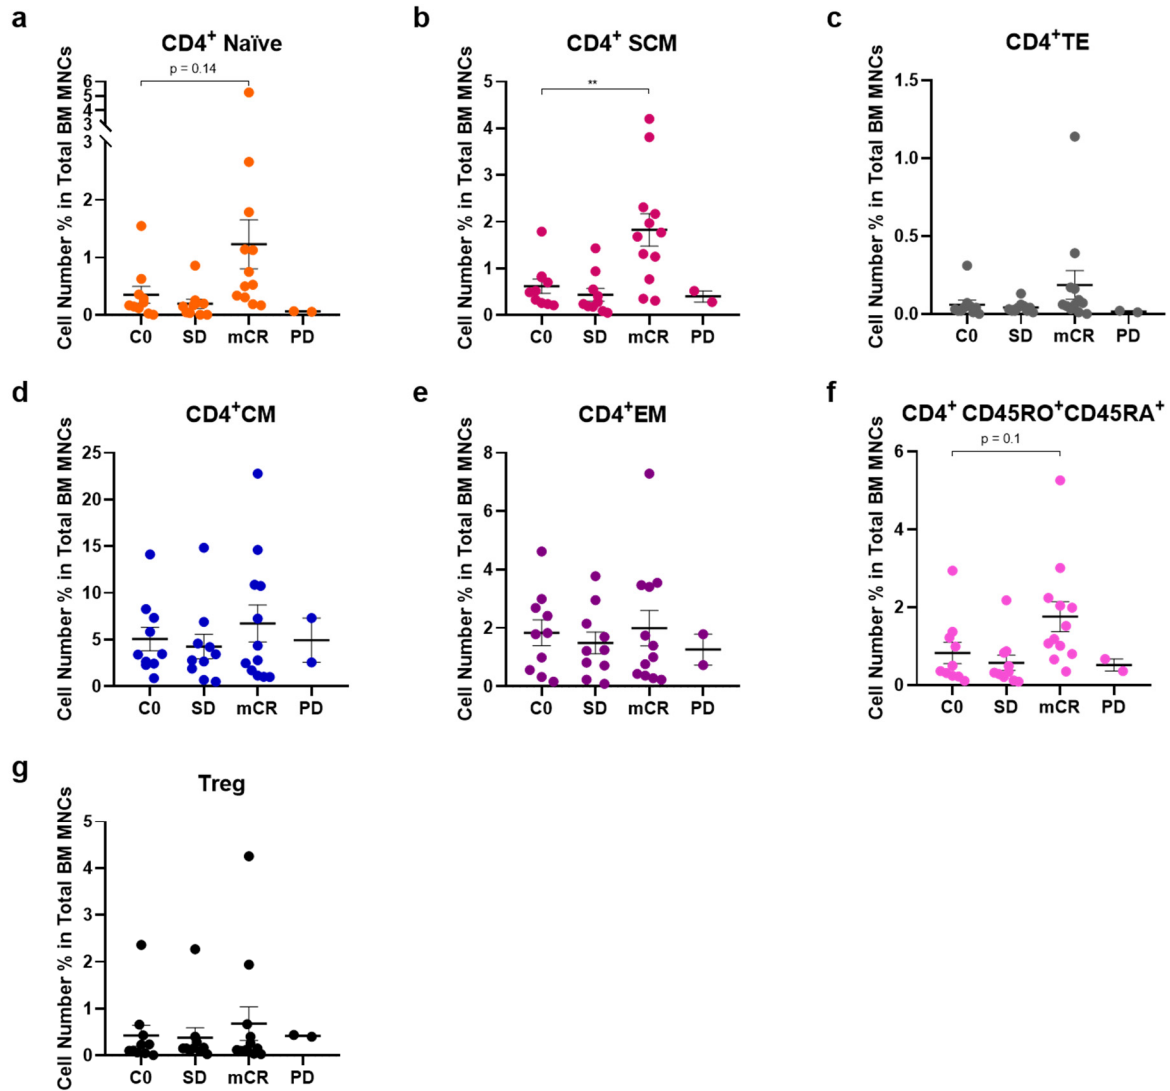 a
CD4+ Naïve
p = 0.14
Cell Number % in Total BM MNCs
6
5
4
3
3
2
1
0
C0 SD mCR PD
b
CD4+ SCM
**
Cell Number % in Total BM MNCs
5
4
3
2
1
0
C0 SD mCR PD
c
CD4+TE
Cell Number % in Total BM MNCs
1.5
1.0
0.5
0.0
C0 SD mCR PD
d
CD4+CM
Cell Number % in Total BM MNCs
25
20
15
10
5
0
C0 SD mCR PD
e
CD4+EM
Cell Number % in Total BM MNCs
8
6
4
2
0
C0 SD mCR PD
f
CD4+ CD45RO+CD45RA+
p = 0.1
Cell Number % in Total BM MNCs
6
4
2
0
C0 SD mCR PD
g
Treg
Cell Number % in Total BM MNCs
5
4
3
2
1
0
C0 SD mCR PD